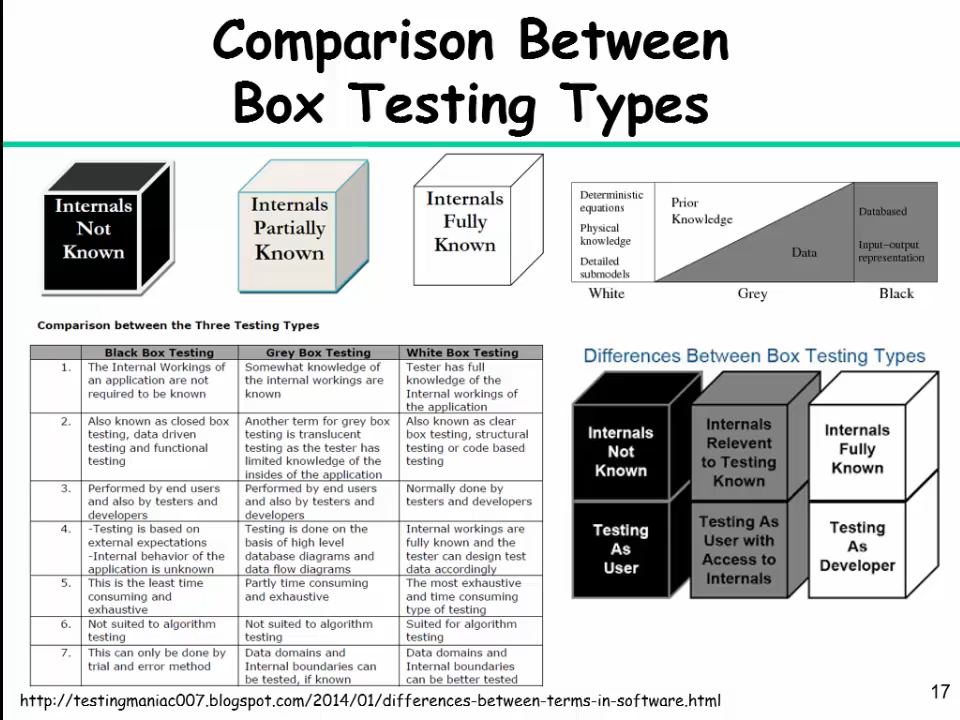 Comparison Between
Box Testing Types
Internals
Not
Known
Internals
Partially
Known
Internals
Fully
Known
Deterministic
equations
Physical
knowledge
Detailed
submodels
Prior
Knowledge
Data
Databased
Input-output
representation
White
Grey
Black
Comparison between the Three Testing Types
Black Box Testing
Grey Box Testing
White Box Testing
1.
The Internal Workings of
an application are not
required to be known
Somewhat knowledge of
the internal workings are
known
Tester has full
knowledge of the
Internal workings of
the application
2.
Also known as closed box
testing, data driven
testing and functional
testing
Another term for grey box
testing is translucent
testing as the tester has
limited knowledge of the
insides of the application
Also known as clear
box testing, structural
testing or code based
testing
3.
Performed by end users
and also by testers and
developers
Performed by end users
and also by testers and
developers
Normally done by
testers and developers
4.
-Testing is based on
external expectations
-Internal behavior of the
application is unknown
Testing is done on the
basis of high level
database diagrams and
data flow diagrams
Internal workings are
fully known and the
tester can design test
data accordingly
5.
This is the least time
consuming and
exhaustive
Partly time consuming
and exhaustive
The most exhaustive
and time consuming
type of testing
6.
Not suited to algorithm
testing
Not suited to algorithm
testing
Suited for algorithm
testing
7.
This can only be done by
trial and error method
Data domains and
Internal boundaries can
be tested, if known
Data domains and
Internal boundaries
can be better tested
Differences Between Box Testing Types
Internals
Not
Known
Internals
Relevent
to Testing
Known
Internals
Fully
Known
Testing
As
User
Testing As
User with
Access to
Internals
Testing
As
Developer
http://testingmaniac007.blogspot.com/2014/01/differences-between-terms-in-software.html
17